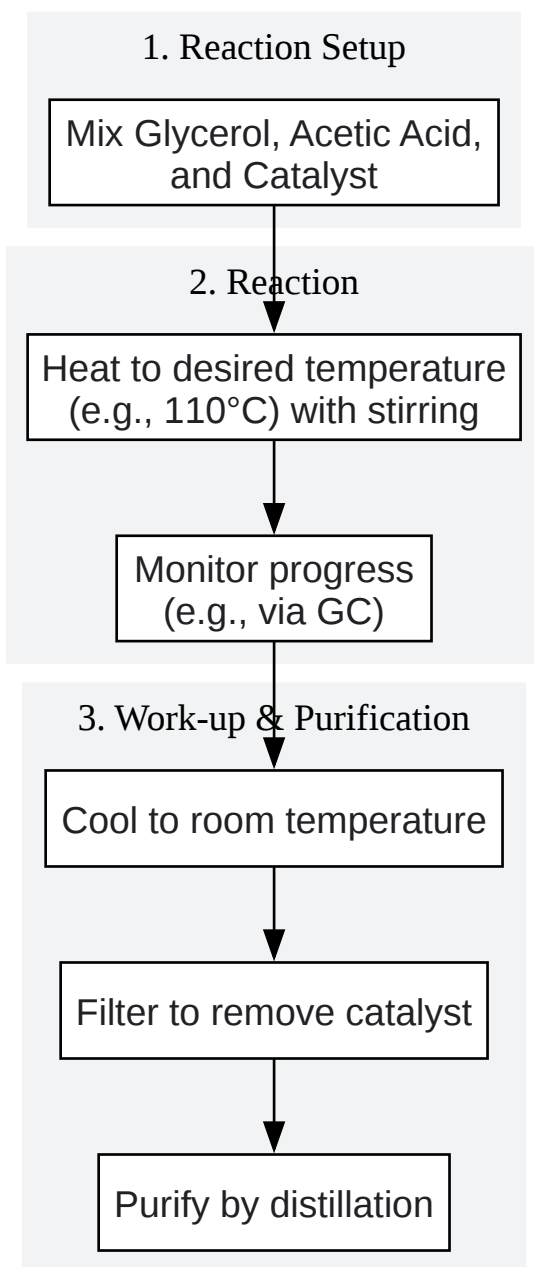 1. Reaction Setup
Mix Glycerol, Acetic Acid,
and Catalyst
2. Reaction
Heat to desired temperature
(e.g., 110°C) with stirring
Monitor progress
(e.g., via GC)
3. Work-up & Purification
Cool to room temperature
Filter to remove catalyst
Purify by distillation